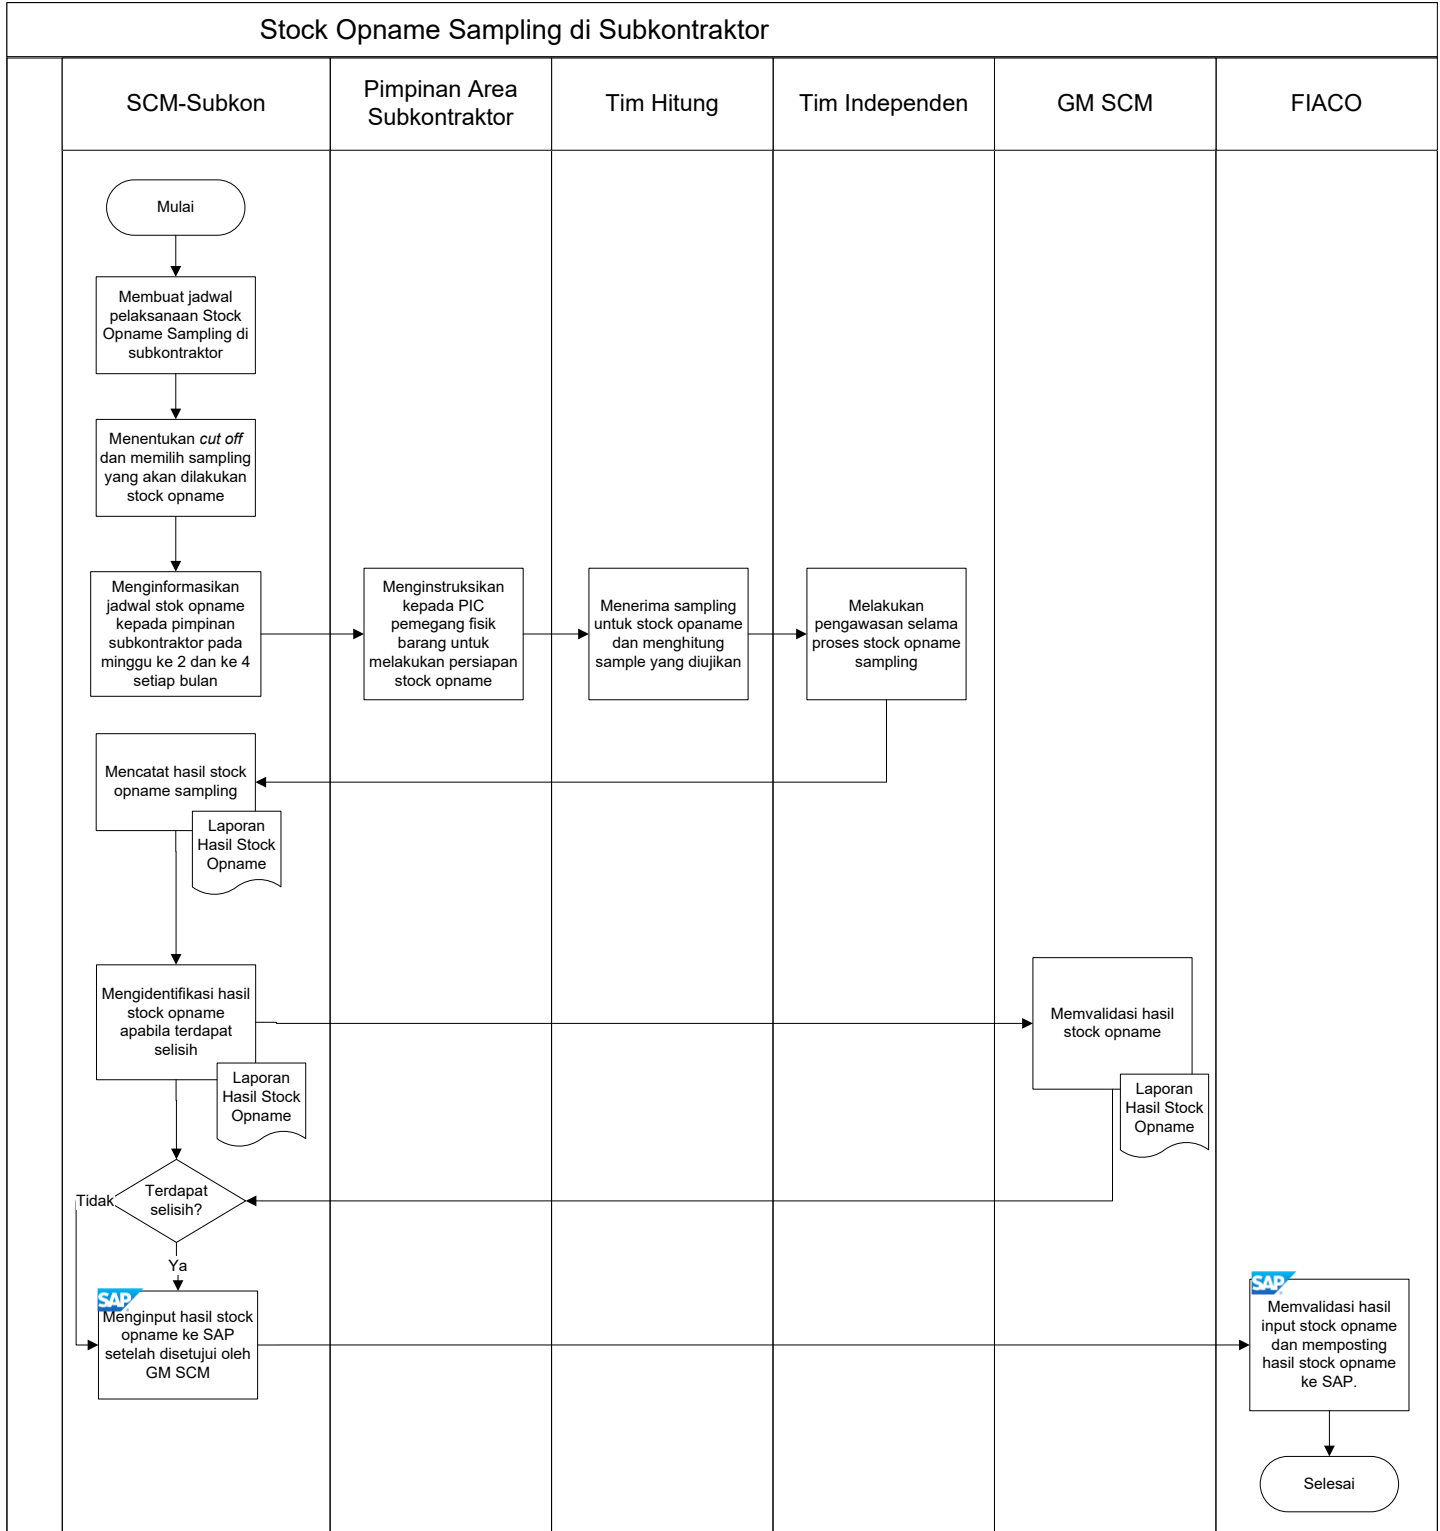 Stock Opname Sampling di Subkontraktor
SCM-Subkon
Pimpinan Area
Subkontraktor
Tim Hitung
Tim Independen
GM SCM
FIACO
Mulai
Membuat jadwal
pelaksanaan Stock
Opname Sampling di
subkontraktor
Menentukan cut off
dan memilih sampling
yang akan dilakukan
stock opname
Menginformasikan
jadwal stok opname
kepada pimpinan
subkontraktor pada
minggu ke 2 dan ke 4
setiap bulan
Menginstruksikan
kepada PIC
pemegang fisik
barang untuk
melakukan persiapan
stock opname
Menerima sampling
untuk stock opaname
dan menghitung
sample yang diujikan
Melakukan
pengawasan selama
proses stock opname
sampling
Mencatat hasil stock
opname sampling
Laporan
Hasil Stock
Opname
Mengidentifikasi hasil
stock opname
apabila terdapat
selisih
Laporan
Hasil Stock
Opname
Memvalidasi hasil
stock opname
Laporan
Hasil Stock
Opname
Terdapat
selisih?
Tidak
Ya
SAP
Menginput hasil stock
opname ke SAP
setelah disetujui oleh
GM SCM
SAP
Memvalidasi hasil
input stock opname
dan memposting
hasil stock opname
ke SAP.
Selesai